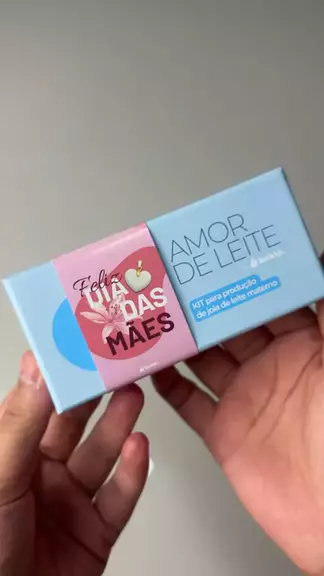 Feliz
DIA
DAS
MÃES
AMOR
DE LEITE
KIT para produção
de joia de leite materno